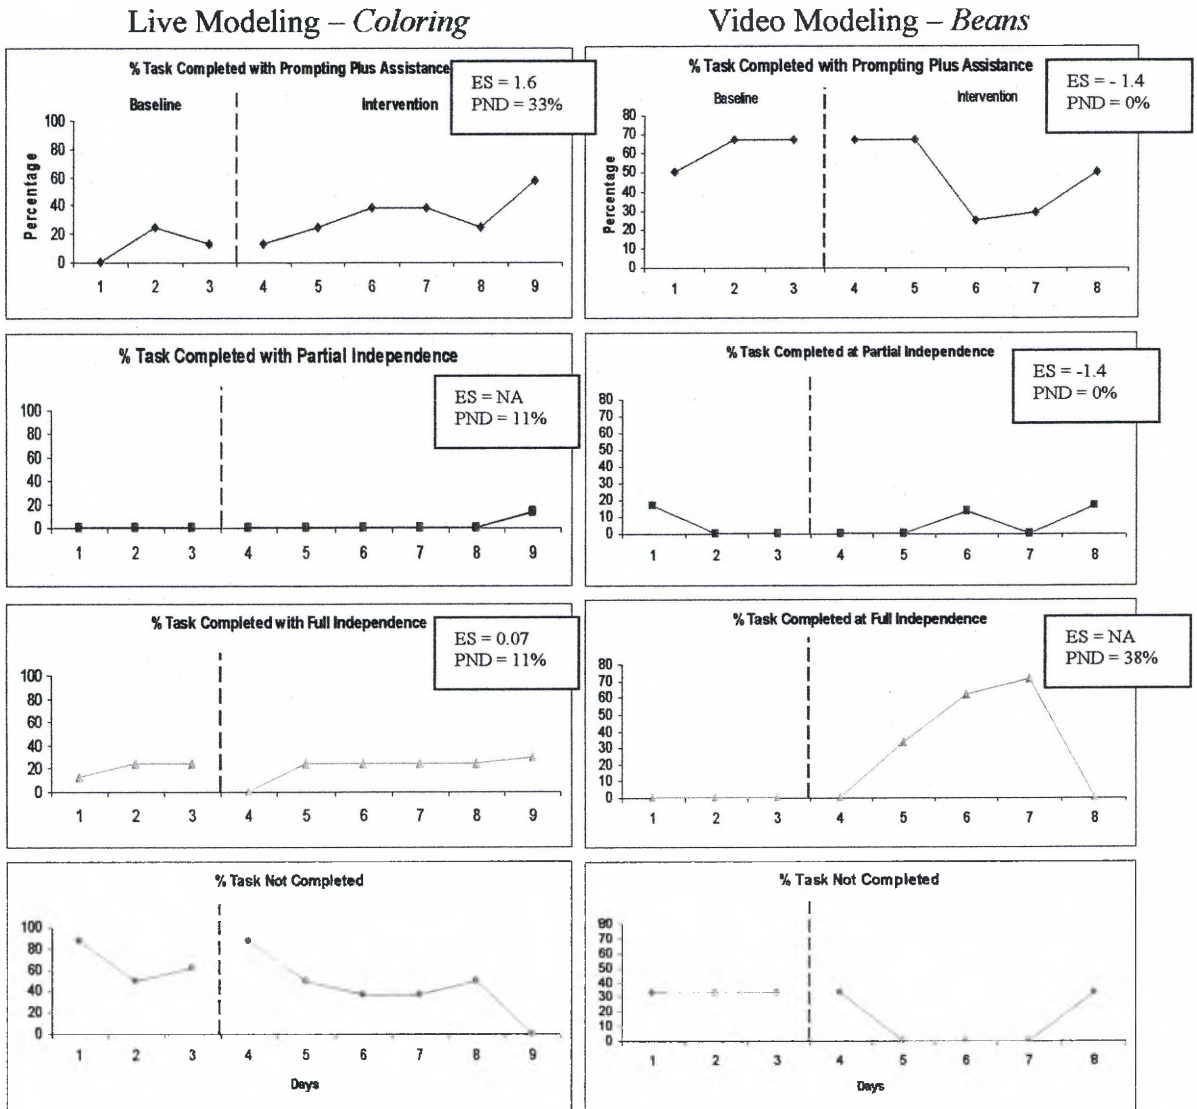 Live Modeling – Coloring
Video Modeling – Beans
% Task Completed with Prompting Plus Assistance
ES = 1.6
PND = 33%
Baseline
Intervention
Percentage
100
80
60
40
20
0
1 2 3 4 5 6 7 8 9
% Task Completed with Prompting Plus Assistance
ES = - 1.4
PND = 0%
Baseline
Intervention
Percentage
80
70
60
50
40
30
20
10
0
1 2 3 4 5 6 7 8
% Task Completed with Partial Independence
ES = NA
PND = 11%
100
80
60
40
20
0
1 2 3 4 5 6 7 8 9
% Task Completed at Partial Independence
ES = -1.4
PND = 0%
80
70
60
50
40
30
20
10
0
1 2 3 4 5 6 7 8
% Task Completed with Full Independence
ES = 0.07
PND = 11%
100
80
60
40
20
0
1 2 3 4 5 6 7 8 9
% Task Completed at Full Independence
ES = NA
PND = 38%
80
70
60
50
40
30
20
10
0
1 2 3 4 5 6 7 8
% Task Not Completed
100
80
60
40
20
0
1 2 3 4 5 6 7 8 9
Days
% Task Not Completed
80
70
60
50
40
30
20
10
0
1 2 3 4 5 6 7 8
Days